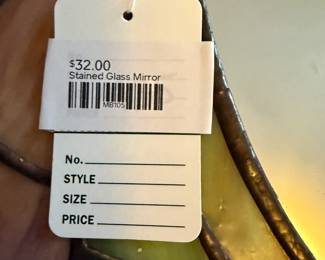 $32.00
Stained Glass Mirror
MB105
No.
STYLE
SIZE
PRICE